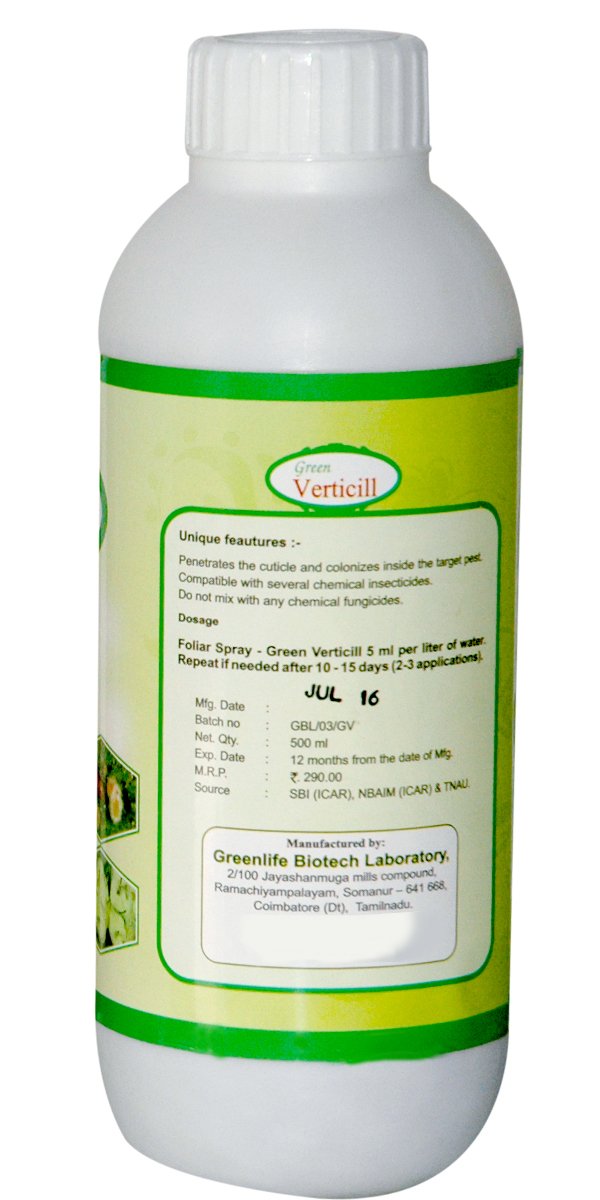 Green
Verticill
Unique feautures :-
Penetrates the cuticle and colonizes inside the target pest.
Compatible with several chemical insecticides.
Do not mix with any chemical fungicides.
Dosage
Foliar Spray - Green Verticill 5 ml per liter of water.
Repeat if needed after 10 - 15 days (2-3 applications).
Mfg. Date : JUL 16
Batch no : GBL/03/GV
Net. Qty. : 500 ml
Exp. Date : 12 months from the date of Mfg.
M.R.P. : ₹. 290.00
Source : SBI (ICAR), NBAIM (ICAR) & TNAU.
Manufactured by:
Greenlife Biotech Laboratory,
2/100 Jayashanmuga mills compound,
Ramachiyampalayam, Somanur – 641 668,
Coimbatore (Dt), Tamilnadu.